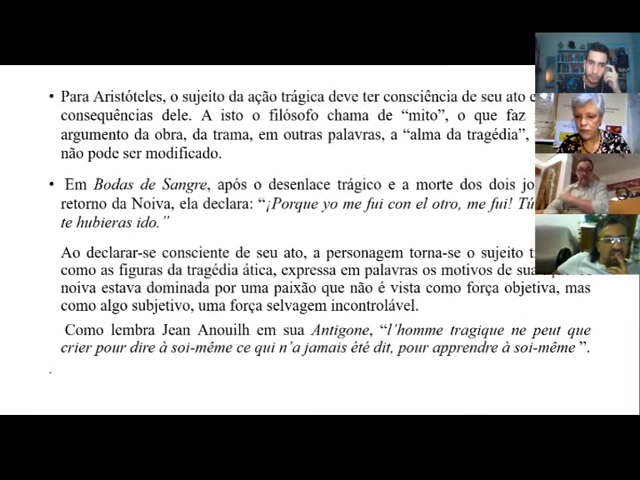 • Para Aristóteles, o sujeito da ação trágica deve ter consciência de seu ato e
consequências dele. A isto o filósofo chama de “mito”, o que faz
argumento da obra, da trama, em outras palavras, a “alma da tragédia”,
não pode ser modificado.
• Em Bodas de Sangre, após o desenlace trágico e a morte dos dois
retorno da Noiva, ela declara: “¡Porque yo me fui con el otro, me fui!
te hubieras ido.”
Ao declarar-se consciente de seu ato, a personagem torna-se o sujeito
como as figuras da tragédia ática, expressa em palavras os motivos de sua
noiva estava dominada por uma paixão que não é vista como força objetiva, mas
como algo subjetivo, uma força selvagem incontrolável.
Como lembra Jean Anouilh em sua Antigone, “l’homme tragique ne peut que
crier pour dire à soi-même ce qui n’a jamais été dit, pour apprendre à soi-même ”.
.